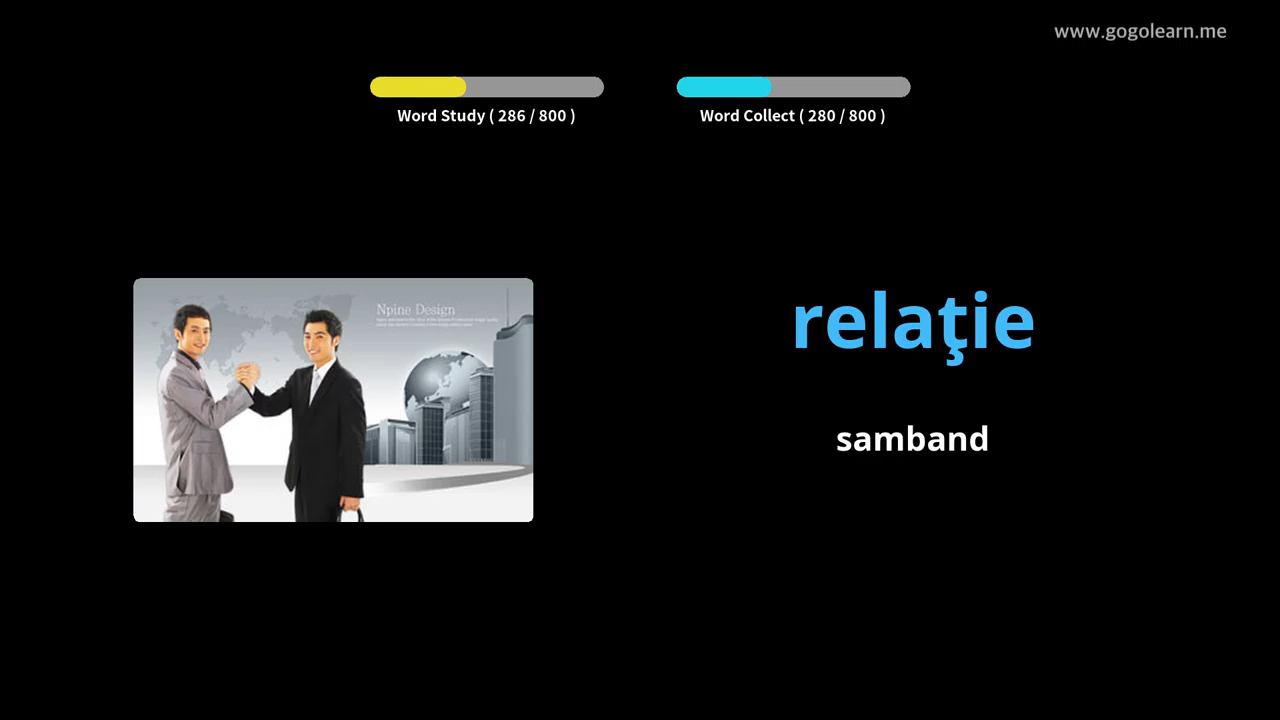 www.gogolearn.me
Word Study ( 286 / 800 )
Word Collect ( 280 / 800 )
Npine Design
relaţie
samband